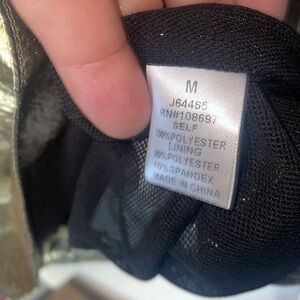 M
J64465
RN#108697
SELF
100%POLYESTER
LINING
90%POLYESTER
10%SPANDEX
MADE IN CHINA